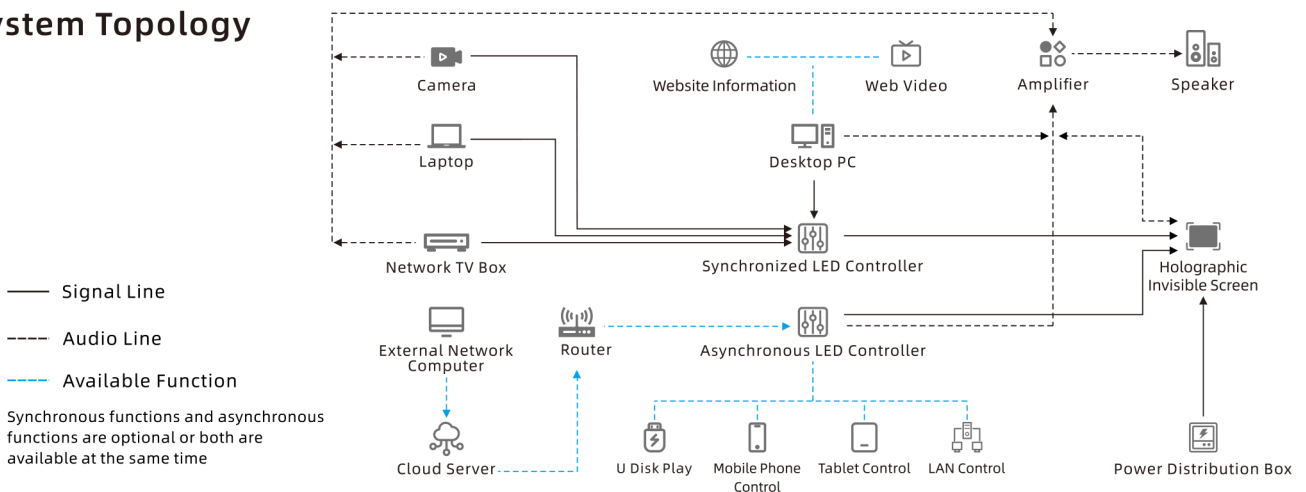 ystem Topology
Camera
Website Information
Web Video
Amplifier
Speaker
Laptop
Desktop PC
Network TV Box
Synchronized LED Controller
Holographic
Invisible Screen
Signal Line
Audio Line
Available Function
Synchronous functions and asynchronous
functions are optional or both are
available at the same time
External Network
Computer
Router
Asynchronous LED Controller
Cloud Server
U Disk Play
Mobile Phone
Control
Tablet Control
LAN Control
Power Distribution Box